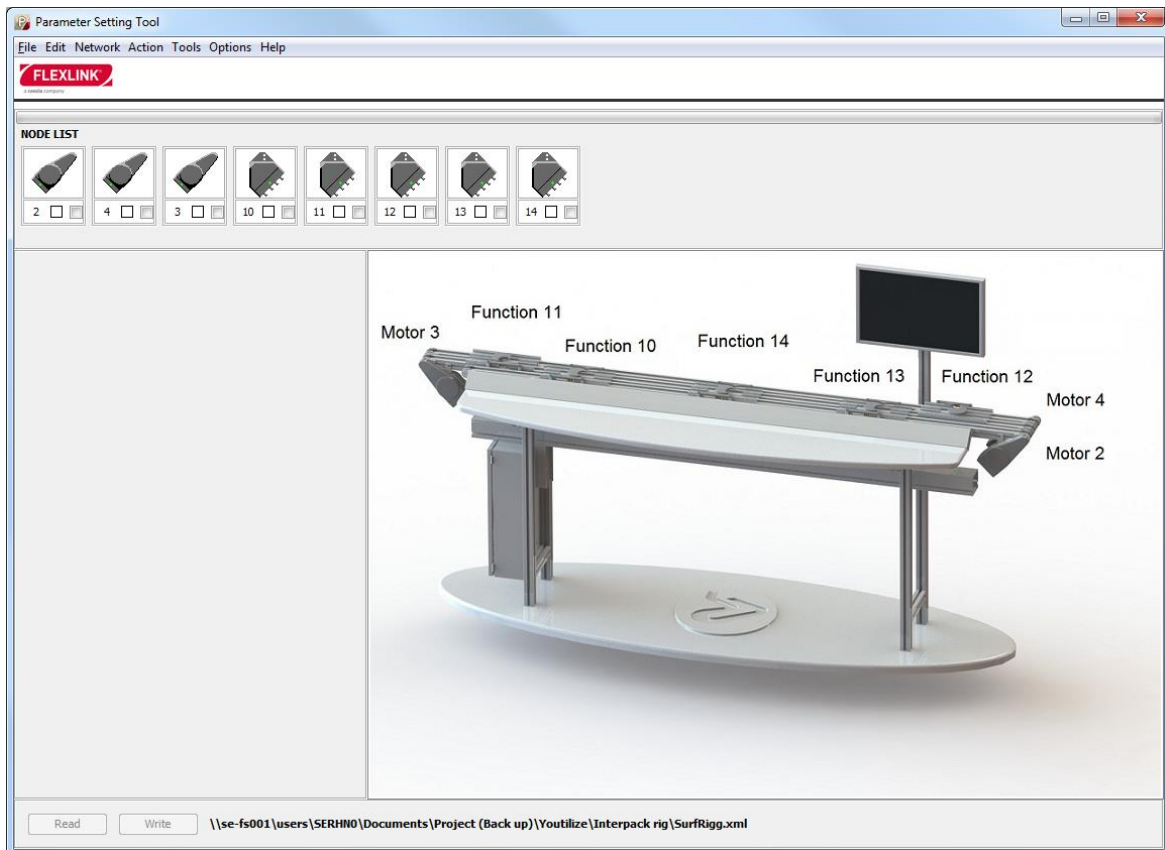 Parameter Setting Tool
File Edit Network Action Tools Options Help
FLEXLINK
a coesia company
NODE LIST
2 4 3 10 11 12 13 14
Function 11
Motor 3
Function 10
Function 14
Function 13
Function 12
Motor 4
Motor 2
Read Write \\se-fs001\users\SERHN0\Documents\Project (Back up)\Youtilize\Interpack rig\SurfRigg.xml